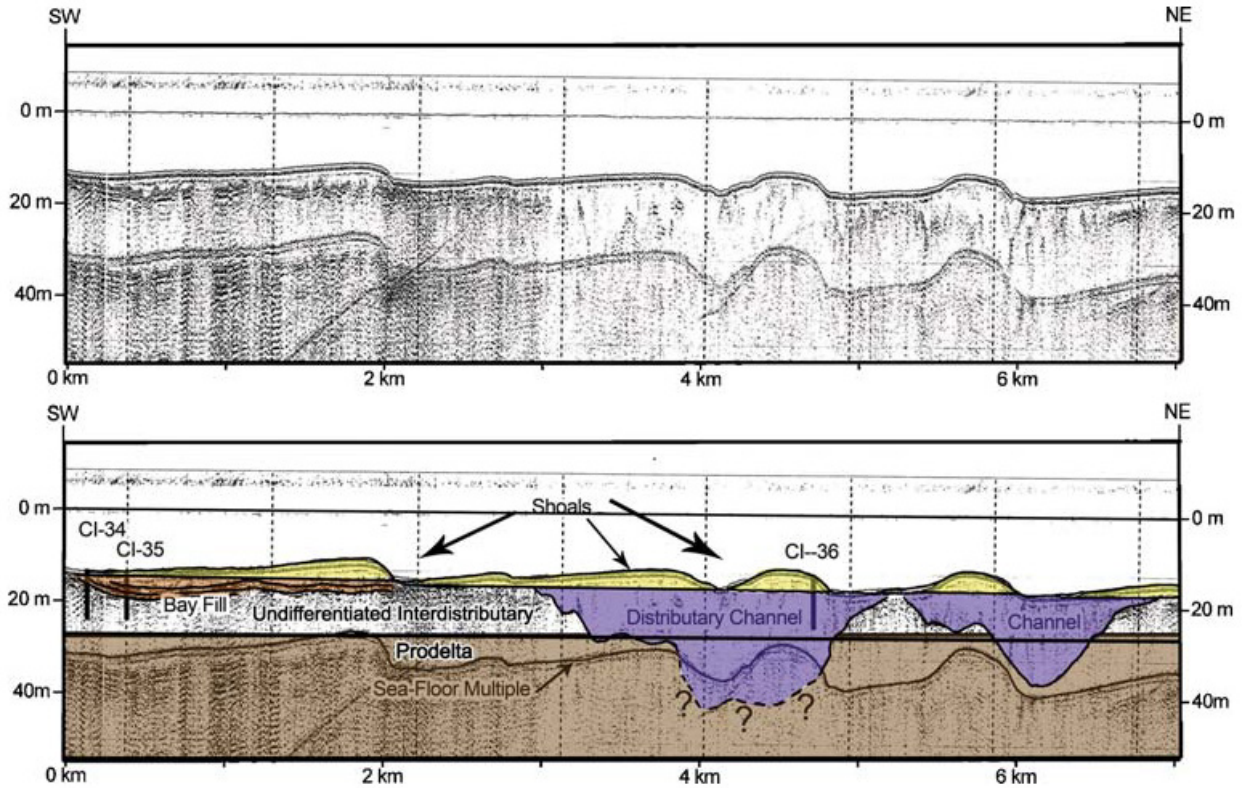 SW NE
0 m 0 m
20 m 20 m
40m 40m
0 km 2 km 4 km 6 km
SW NE
Shoals
0 m 0 m
CI-34
CI-35 CI--36
20 m Bay Fill Undifferentiated Interdistributary Distributary Channel Channel 20 m
Prodelta
Sea-Floor Multiple
40m ? ? ? 40m
0 km 2 km 4 km 6 km